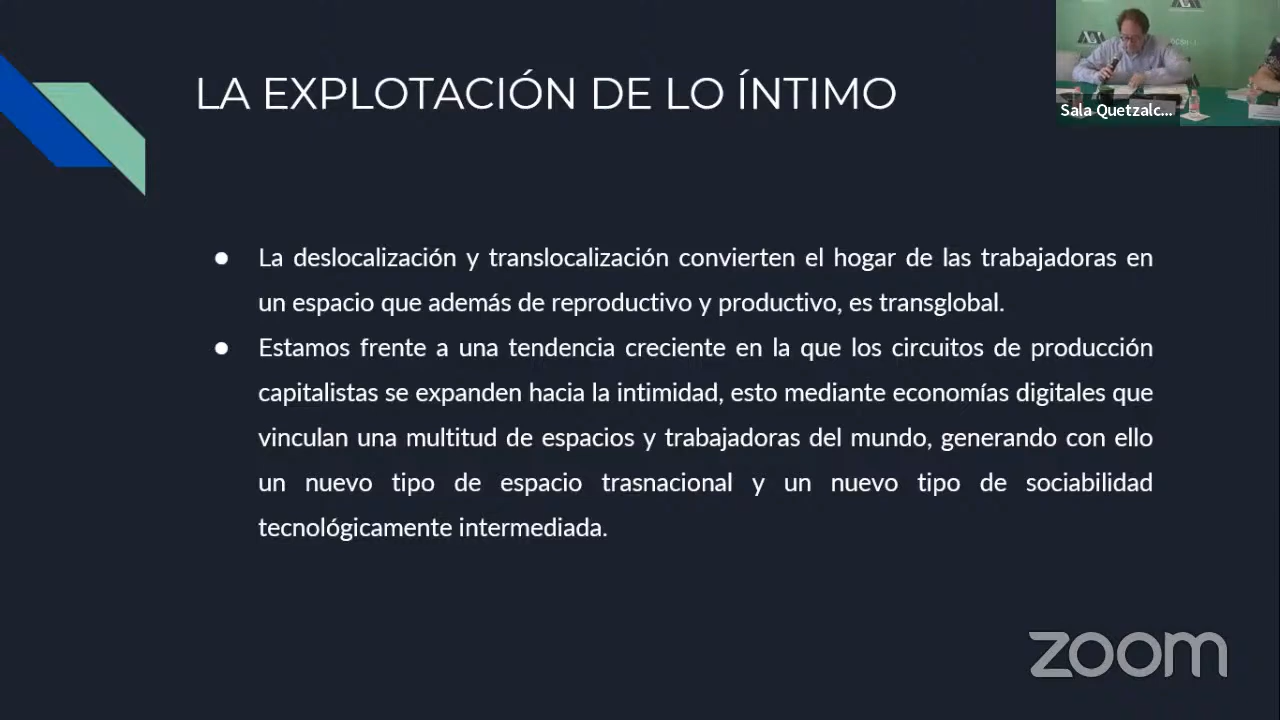 LA EXPLOTACIÓN DE LO ÍNTIMO
Sala Quetzalc...
● La deslocalización y translocalización convierten el hogar de las trabajadoras en
un espacio que además de reproductivo y productivo, es transglobal.
● Estamos frente a una tendencia creciente en la que los circuitos de producción
capitalistas se expanden hacia la intimidad, esto mediante economías digitales que
vinculan una multitud de espacios y trabajadoras del mundo, generando con ello
un nuevo tipo de espacio trasnacional y un nuevo tipo de sociabilidad
tecnológicamente intermediada.
zoom